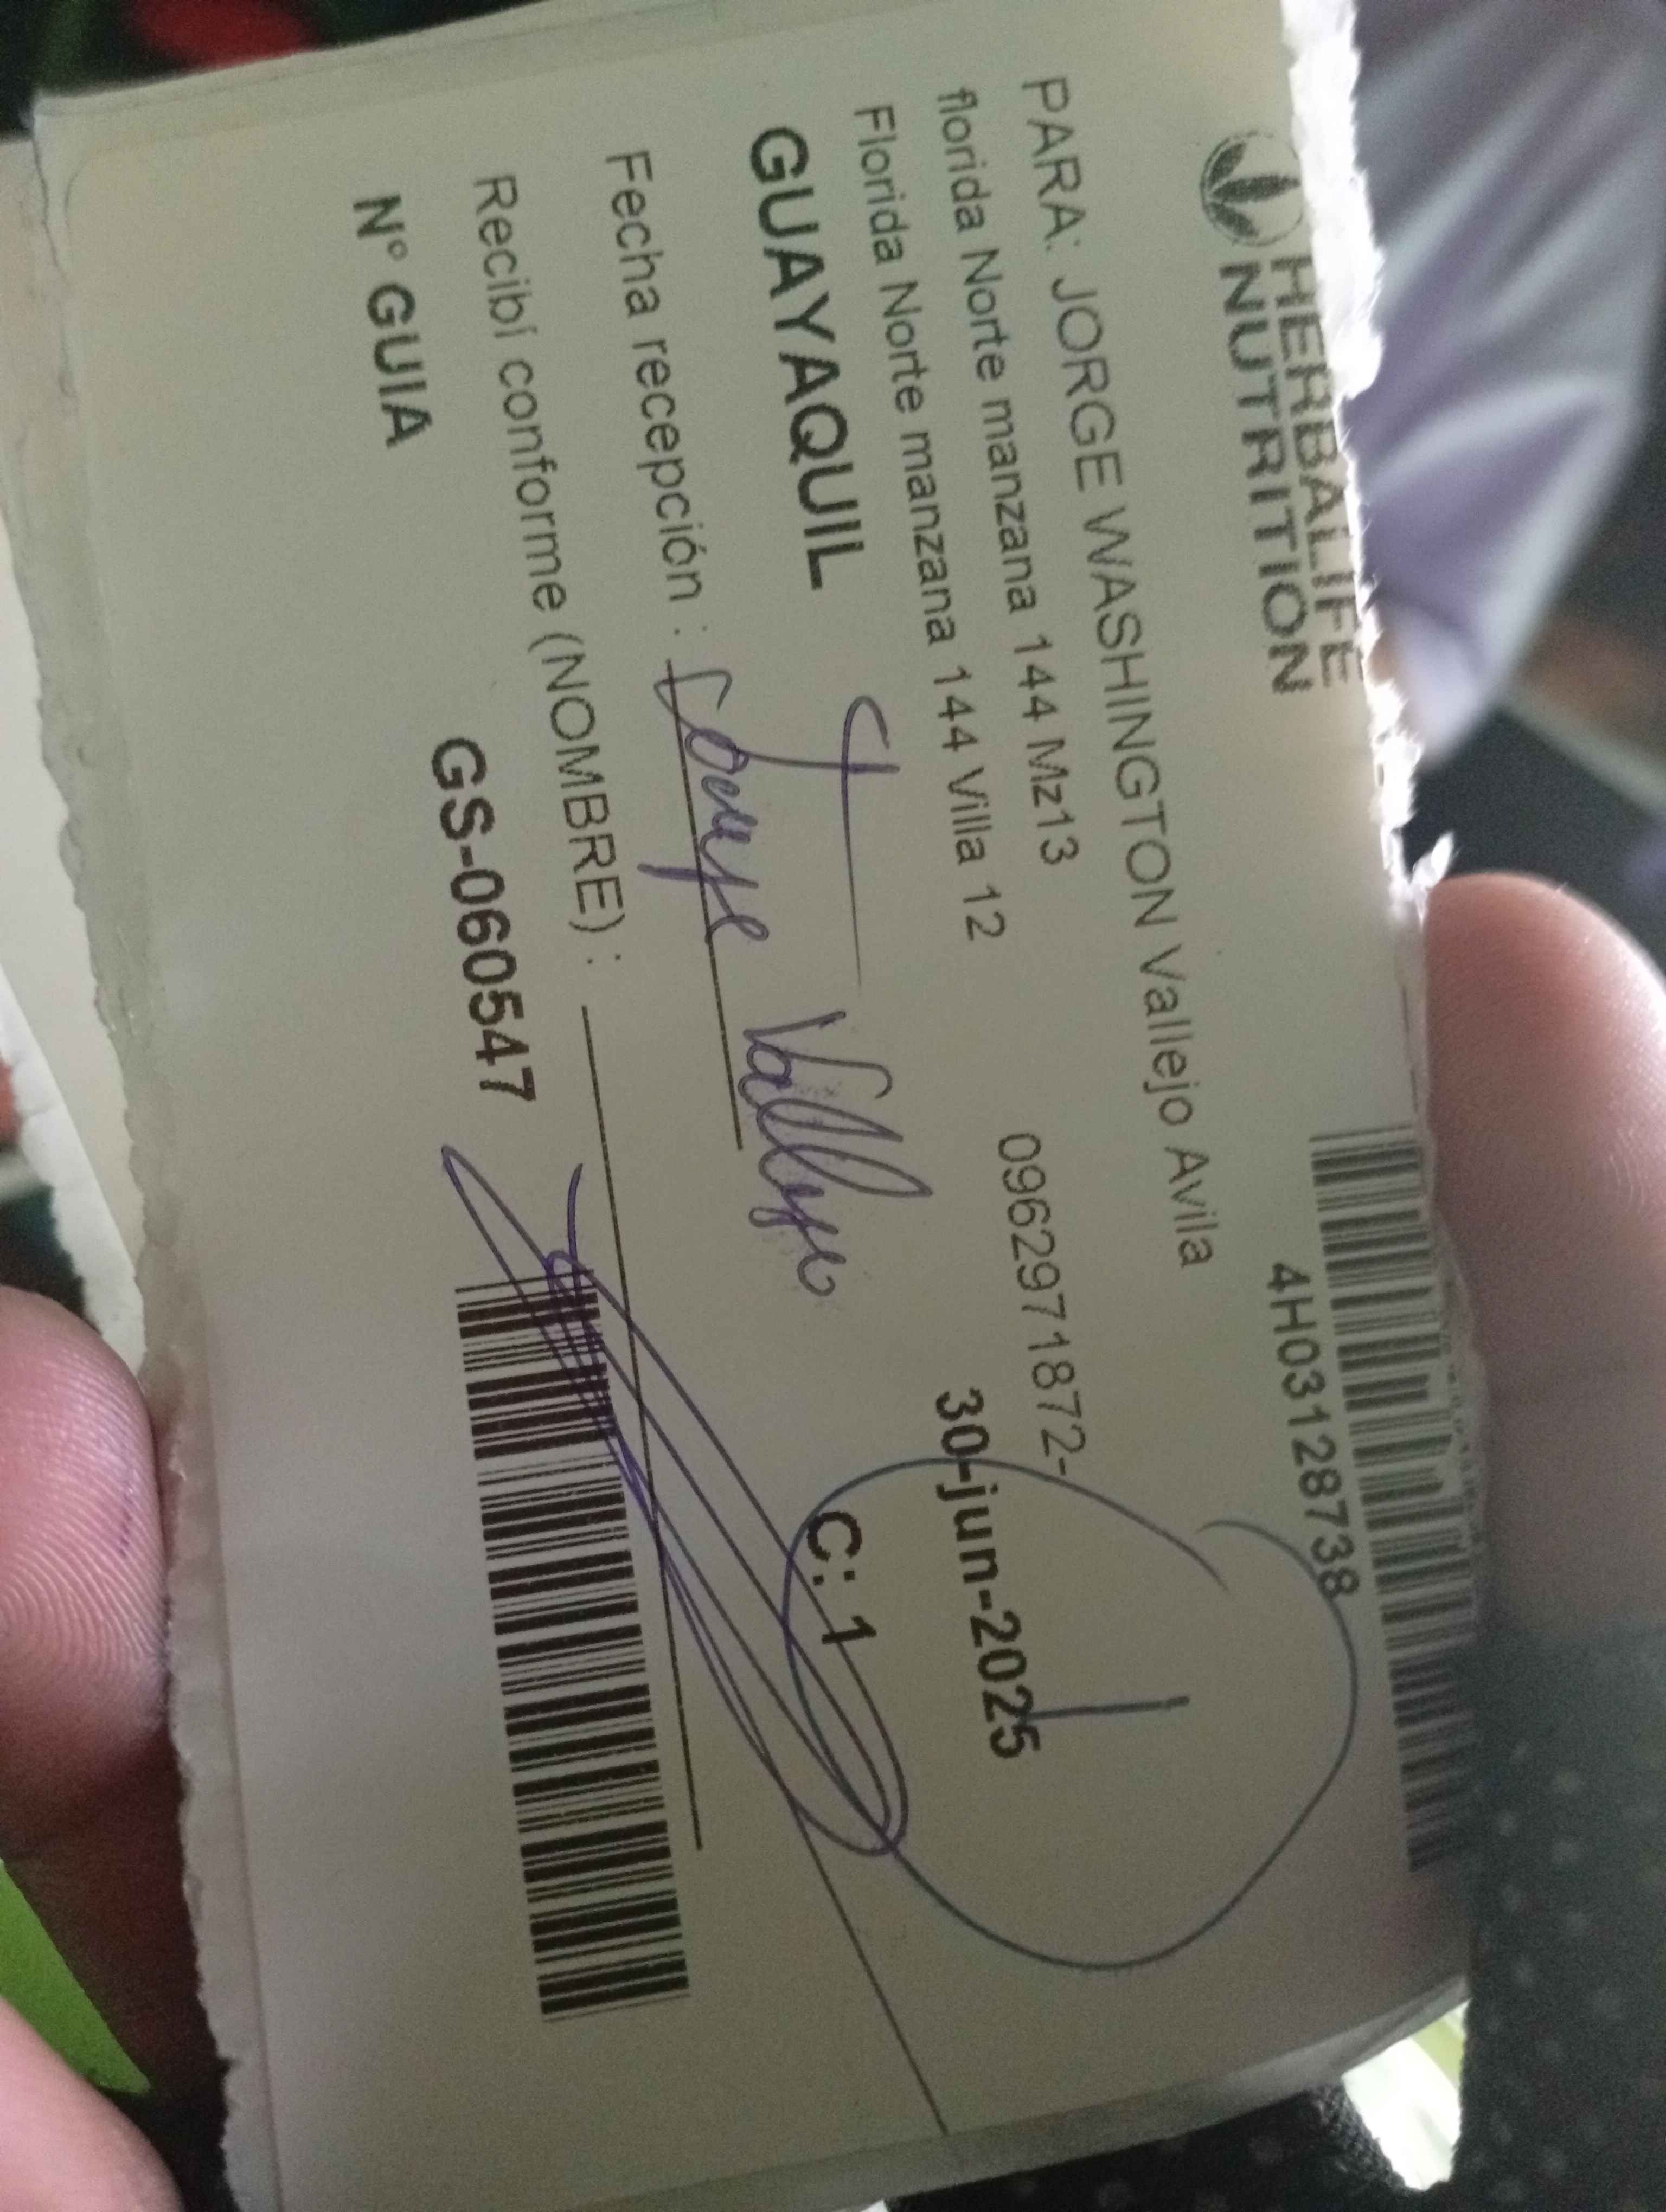 HERBALIFE
NUTRITION
4H03128738
PARA: JORGE WASHINGTON Vallejo Avila
florida Norte manzana 144 Mz13
0962971872-
Florida Norte manzana 144 Villa 12
30-jun-2025
GUAYAQUIL
C: 1
Fecha recepción : Jorge Vallejo
Recibí conforme (NOMBRE) :
Nº GUIA
GS-060547